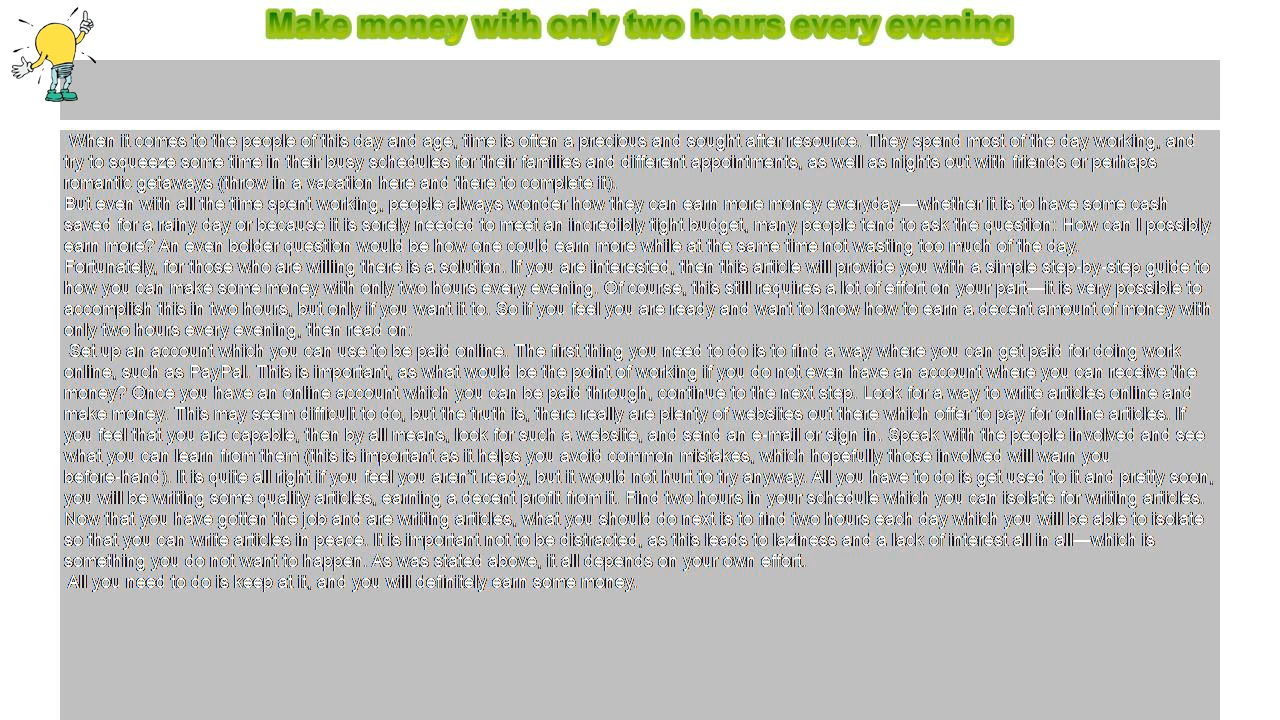 Make money with only two hours every evening
When it comes to the people of this day and age, time is often a precious and sought after resource. They spend most of the day working, and
try to squeeze some time in their busy schedules for their families and different appointments, as well as nights out with friends or perhaps
romantic getaways (throw in a vacation here and there to complete it).
But even with all the time spent working, people always wonder how they can earn more money everyday—whether it is to have some cash
saved for a rainy day or because it is sorely needed to meet an incredibly tight budget, many people tend to ask the question: How can I possibly
earn more? An even bolder question would be how one could earn more while at the same time not wasting too much of the day.
Fortunately, for those who are willing there is a solution. If you are interested, then this article will provide you with a simple step-by-step guide to
how you can make some money with only two hours every evening. Of course, this still requires a lot of effort on your part—it is very possible to
accomplish this in two hours, but only if you want it to. So if you feel you are ready and want to know how to earn a decent amount of money with
only two hours every evening, then read on:
Set up an account which you can use to be paid online. The first thing you need to do is to find a way where you can get paid for doing work
online, such as PayPal. This is important, as what would be the point of working if you do not even have an account where you can receive the
money? Once you have an online account which you can be paid through, continue to the next step. Look for a way to write articles online and
make money. This may seem difficult to do, but the truth is, there really are plenty of websites out there which offer to pay for online articles. If
you feel that you are capable, then by all means, look for such a website, and send an e-mail or sign in. Speak with the people involved and see
what you can learn from them (this is important as it helps you avoid common mistakes, which hopefully those involved will warn you
before-hand). It is quite all right if you feel you aren't ready, but it would not hurt to try anyway. All you have to do is get used to it and pretty soon,
you will be writing some quality articles, earning a decent profit from it. Find two hours in your schedule which you can isolate for writing articles.
Now that you have gotten the job and are writing articles, what you should do next is to find two hours each day which you will be able to isolate
so that you can write articles in peace. It is important not to be distracted, as this leads to laziness and a lack of interest all in all—which is
something you do not want to happen. As was stated above, it all depends on your own effort.
All you need to do is keep at it, and you will definitely earn some money.